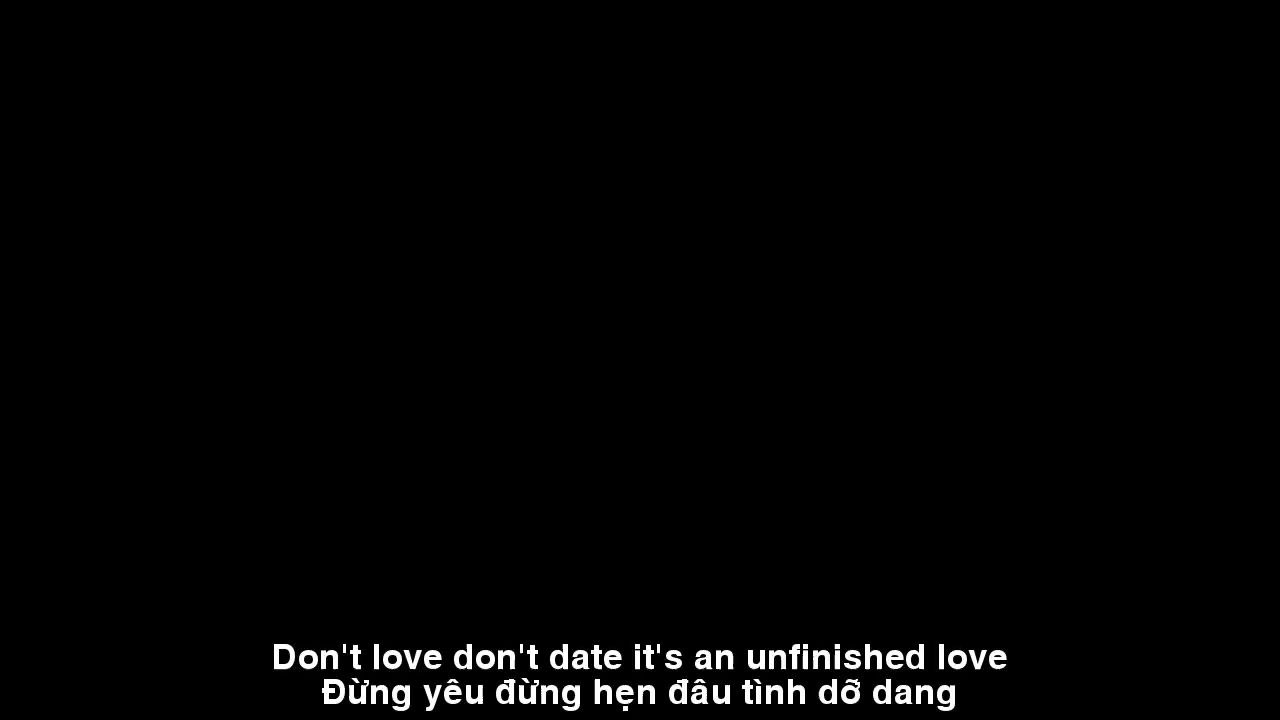 Don't love don't date it's an unfinished love
Đừng yêu đừng hẹn đâu tình dỡ dang